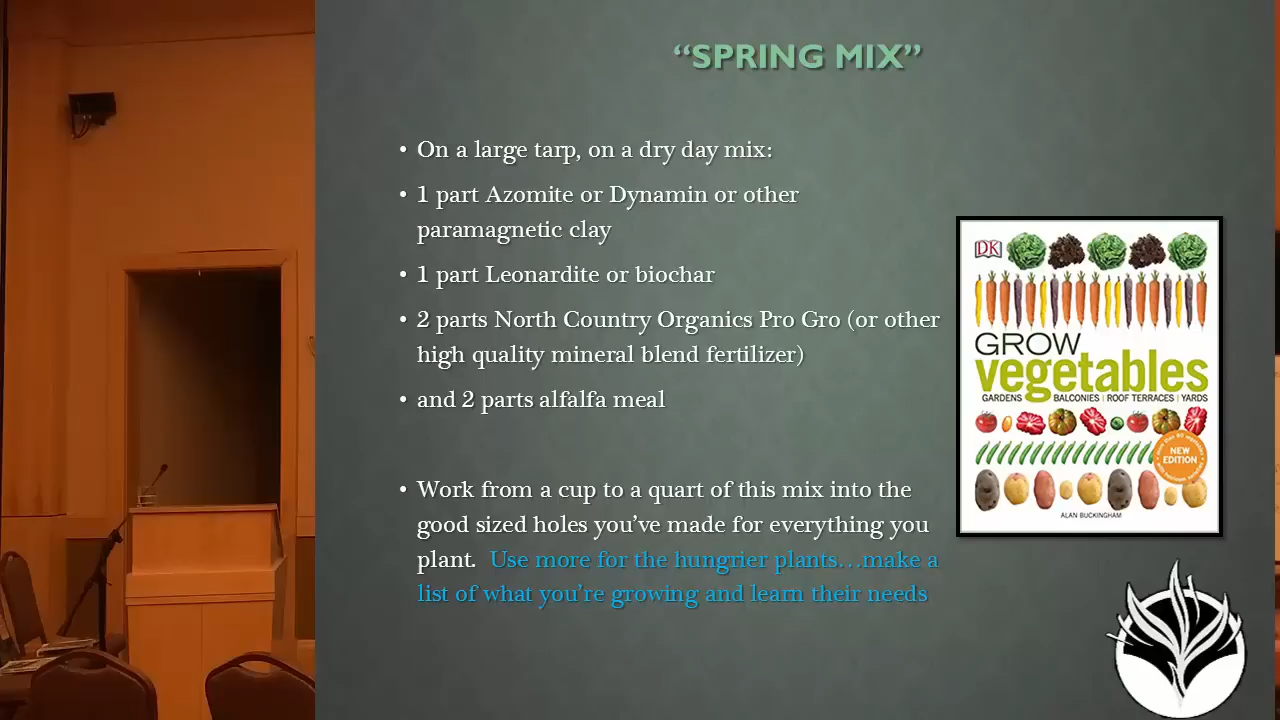 “SPRING MIX”
• On a large tarp, on a dry day mix:
• 1 part Azomite or Dynamin or other
paramagnetic clay
• 1 part Leonardite or biochar
• 2 parts North Country Organics Pro Gro (or other
high quality mineral blend fertilizer)
• and 2 parts alfalfa meal
• Work from a cup to a quart of this mix into the
good sized holes you’ve made for everything you
plant.  Use more for the hungrier plants…make a
list of what you’re growing and learn their needs
DK
GROW
vegetables
GARDENS BALCONIES | ROOF TERRACES | YARDS
NEW
EDITION
ALAN BUCKINGHAM